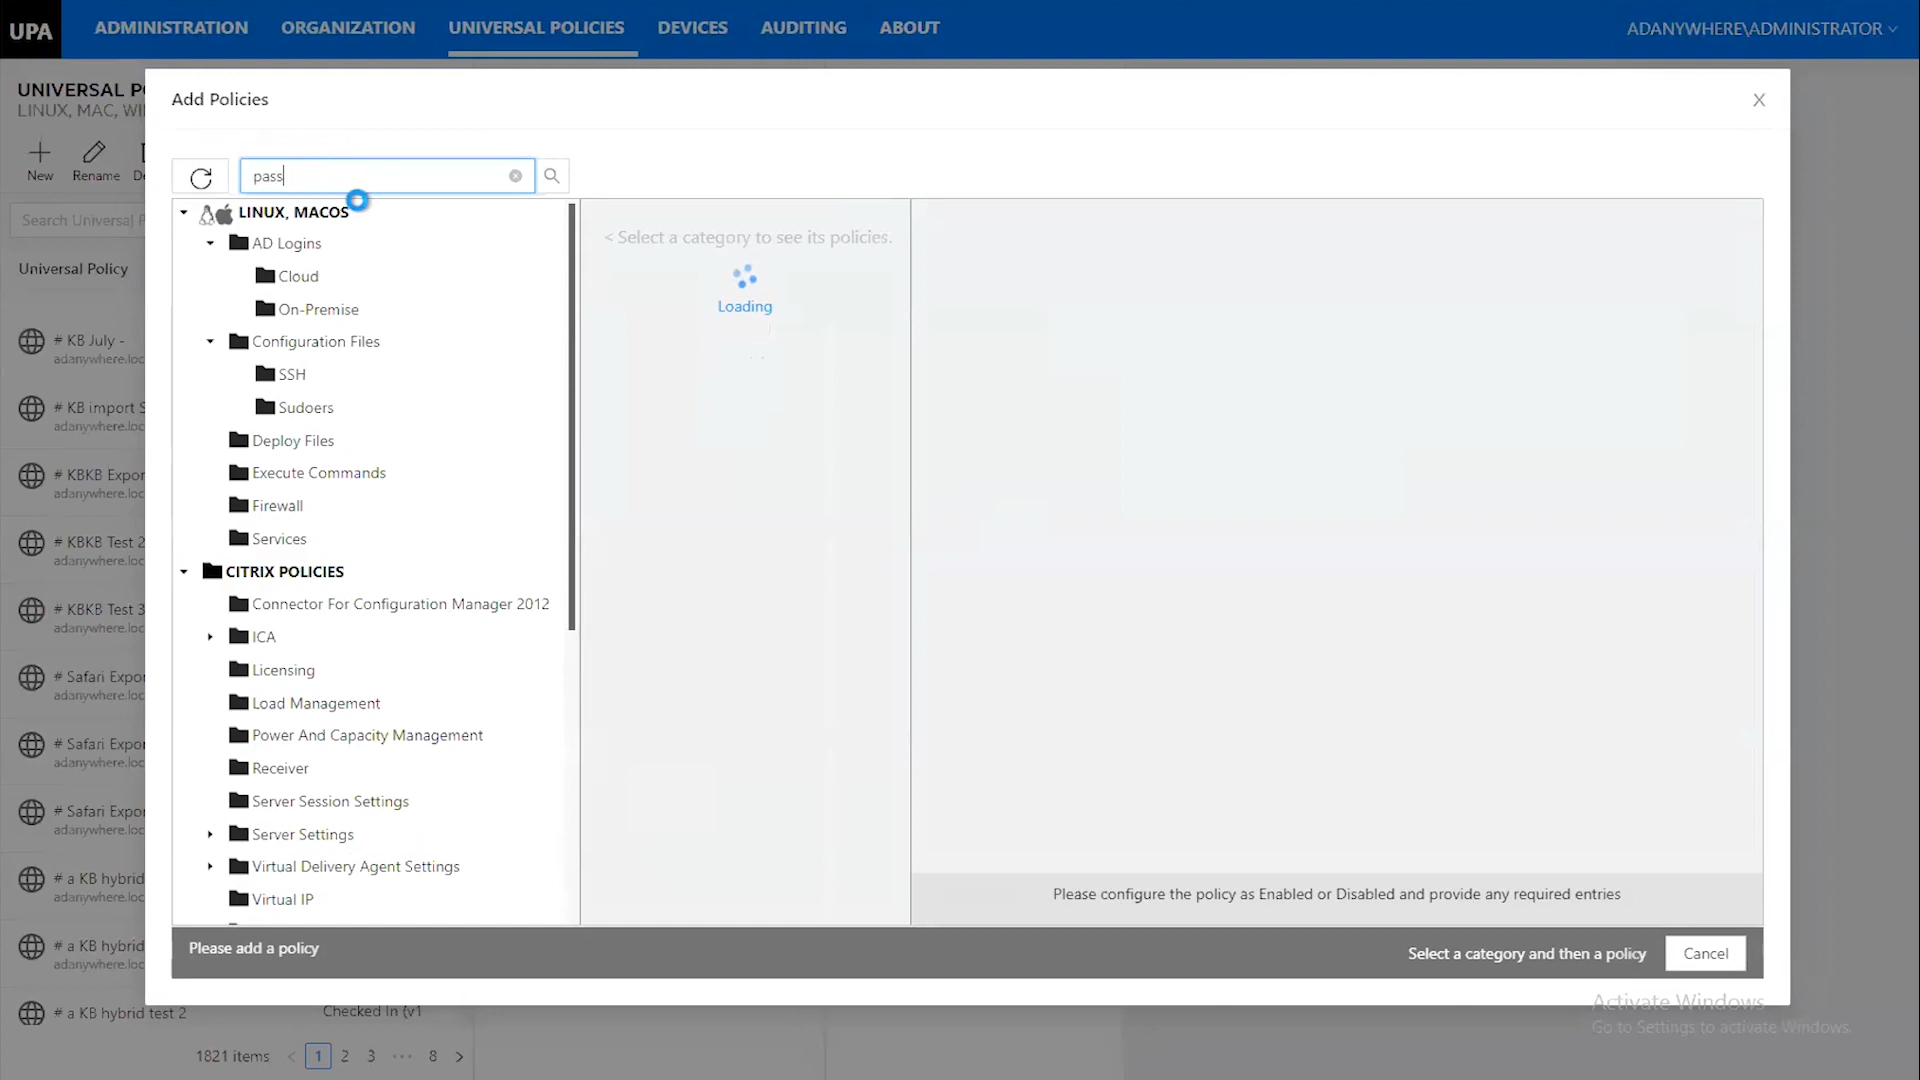 UPA
ADMINISTRATION ORGANIZATION UNIVERSAL POLICIES DEVICES AUDITING ABOUT
ADANYWHERE\ADMINISTRATOR
UNIVERSAL P
LINUX, MAC, WI
New Rename De
Search Universal P
Universal Policy
# KB July -
adanywhere.loc
# KB import S
adanywhere.loc
# KBKB Expor
adanywhere.loc
# KBKB Test 2
adanywhere.loc
# KBKB Test 3
adanywhere.loc
# Safari Expor
adanywhere.loc
# Safari Expor
adanywhere.loc
# Safari Expor
adanywhere.loc
# a KB hybrid
adanywhere.loc
# a KB hybrid
adanywhere.loc
# a KB hybrid test 2
Checked In (v1
1821 items < 1 2 3 ••• 8 >
Add Policies
X
pass
LINUX, MACOS
AD Logins
Cloud
On-Premise
Configuration Files
SSH
Sudoers
Deploy Files
Execute Commands
Firewall
Services
CITRIX POLICIES
Connector For Configuration Manager 2012
ICA
Licensing
Load Management
Power And Capacity Management
Receiver
Server Session Settings
Server Settings
Virtual Delivery Agent Settings
Virtual IP
< Select a category to see its policies.
Loading
Please configure the policy as Enabled or Disabled and provide any required entries
Please add a policy
Select a category and then a policy
Cancel
Activate Windows
Go to Settings to activate Windows.